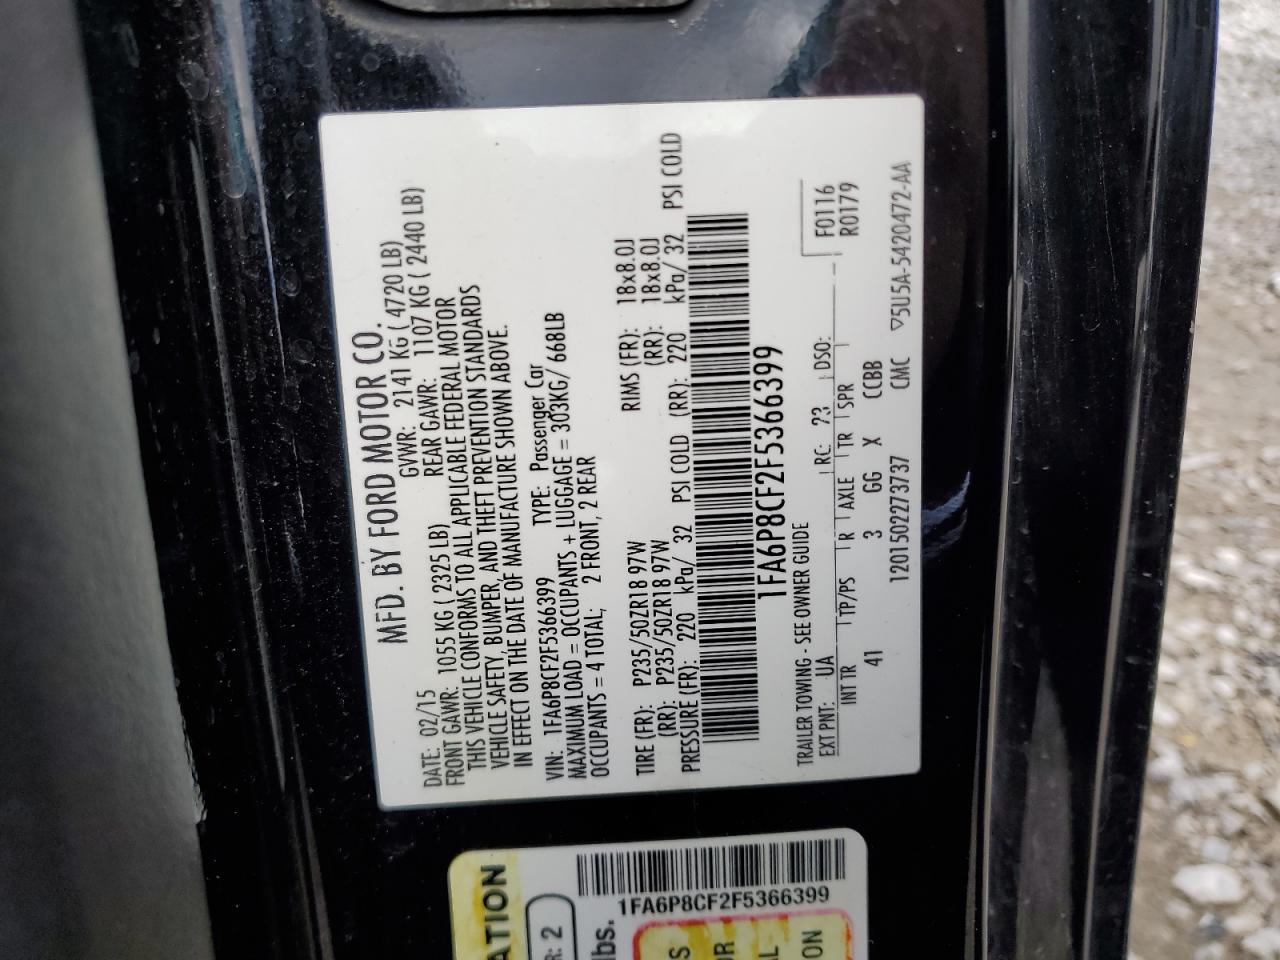 MFD. BY FORD MOTOR CO.
DATE: 02/15 GVWR: 2141 KG ( 4720 LB)
FRONT GAWR: 1055 KG ( 2325 LB) REAR GAWR: 1107 KG ( 2440 LB)
THIS VEHICLE CONFORMS TO ALL APPLICABLE FEDERAL MOTOR
VEHICLE SAFETY, BUMPER, AND THEFT PREVENTION STANDARDS
IN EFFECT ON THE DATE OF MANUFACTURE SHOWN ABOVE.
VIN: 1FA6P8CF2F5366399 TYPE: Passenger Car
MAXIMUM LOAD = OCCUPANTS + LUGGAGE = 303KG/ 668LB
OCCUPANTS = 4 TOTAL; 2 FRONT, 2 REAR
TIRE (FR): P235/50ZR18 97W RIMS (FR): 18x8.0J
(RR): P235/50ZR18 97W (RR): 18x8.0J
PRESSURE (FR): 220 kPa/ 32 PSI COLD (RR): 220 kPa/ 32 PSI COLD
1FA6P8CF2F5366399
TRAILER TOWING - SEE OWNER GUIDE
F0116
EXT PNT: UA RC: 73 DSO: R0179
INT TR TP/PS R AXLE TR SPR
41 3 GG X CCBB
1201502273737 CMC ▽5U5A-5420472-AA
ATION
R: 2
lbs.
1FA6P8CF2F5366399
S
OR
AL
ON